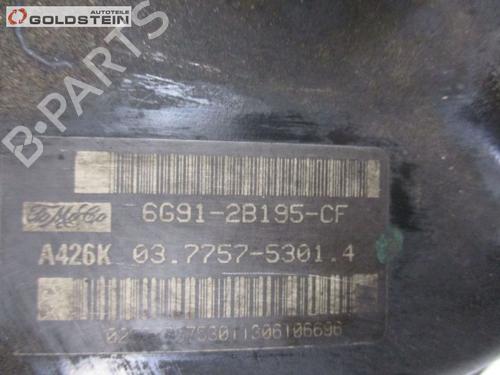 AUTOTEILE
GOLDSTEIN
B-PARTS
6G91-2B195-CF
FoMoCo
A426K 03.7757-5301.4